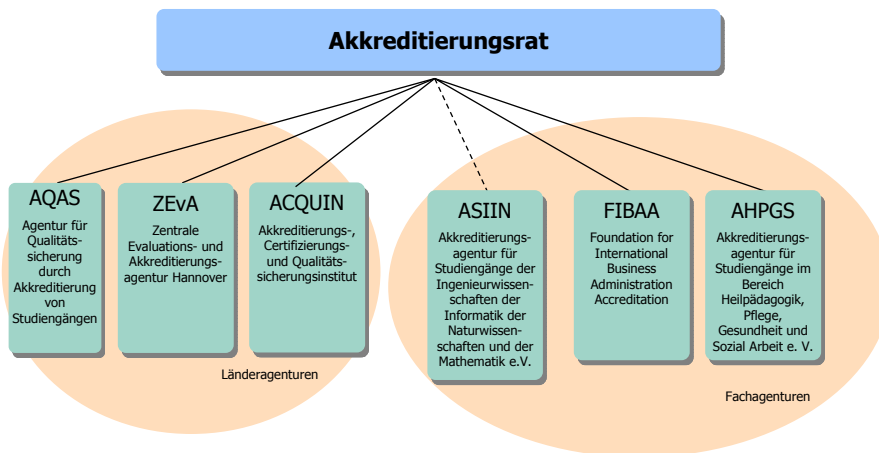 Akkreditierungsrat
AQAS
Agentur für
Qualitäts-
sicherung
durch
Akkreditierung
von
Studiengängen
ZEvA
Zentrale
Evaluations- und
Akkreditierungs-
agentur Hannover
ACQUIN
Akkreditierungs-,
Certifizierungs-
und Qualitäts-
sicherungsinstitut
Länderagenturen
ASIIN
Akkreditierungs-
agentur für
Studiengänge der
Ingenieurwissen-
schaften der
Informatik der
Naturwissen-
schaften und der
Mathematik e.V.
FIBAA
Foundation for
International
Business
Administration
Accreditation
AHPGS
Akkreditierungs-
agentur für
Studiengänge im
Bereich
Heilpädagogik,
Pflege,
Gesundheit und
Sozial Arbeit e. V.
Fachagenturen